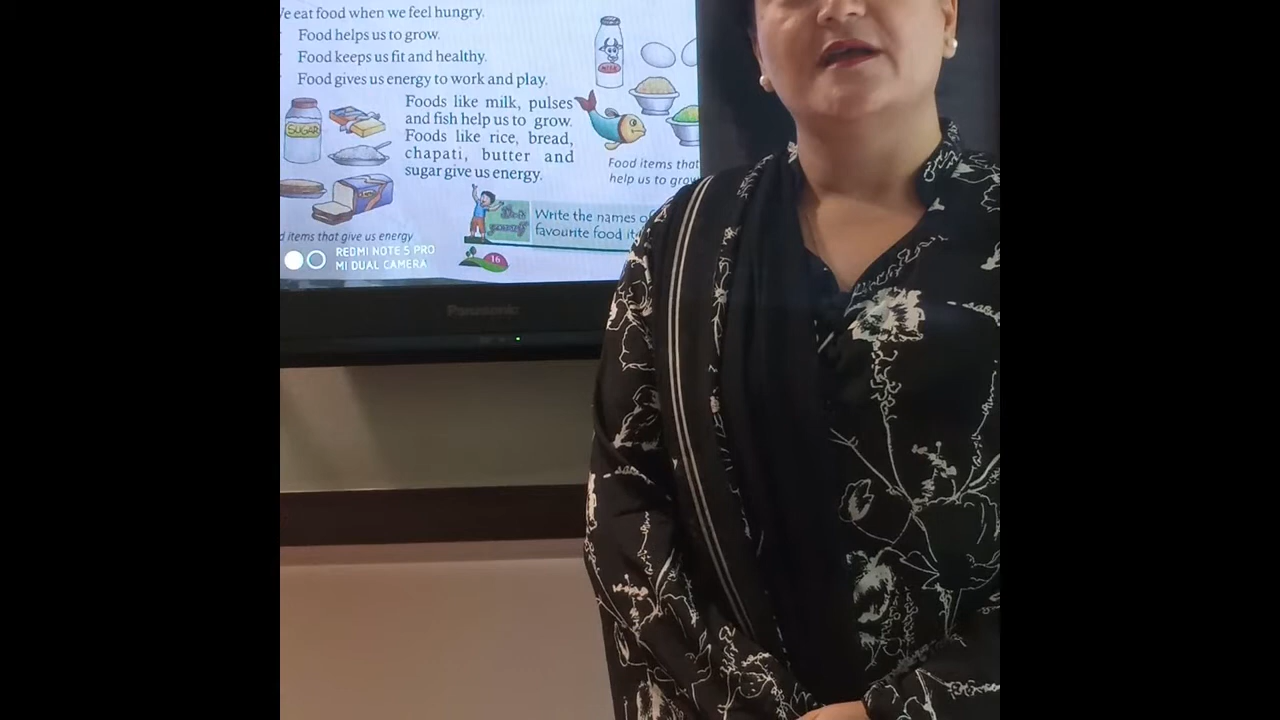 We eat food when we feel hungry.
Food helps us to grow.
Food keeps us fit and healthy.
Food gives us energy to work and play.
Foods like milk, pulses
and fish help us to grow.
Foods like rice, bread,
chapati, butter and
sugar give us energy.
SUGAR
MILK
Food items that
help us to grow
items that give us energy
Do it
yourself
Write the names of
favourite food
16
REDMI NOTE 5 PRO
MI DUAL CAMERA
Panasonic